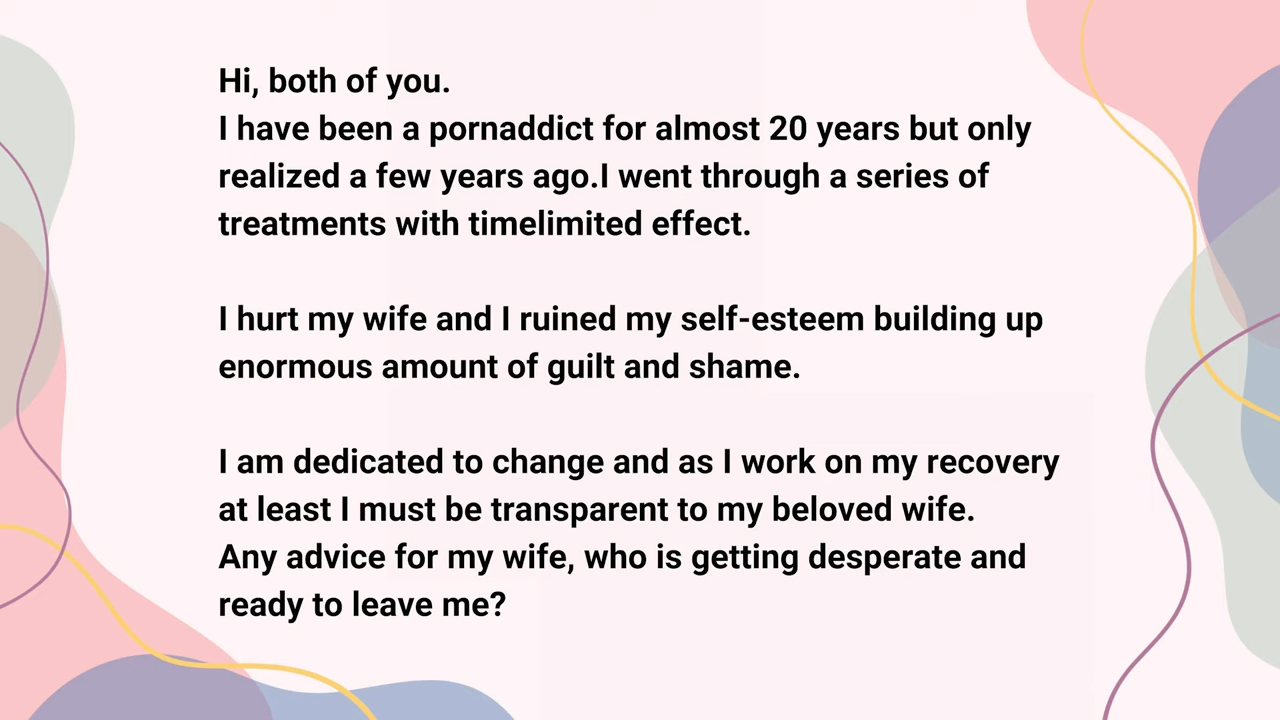 Hi, both of you.
I have been a pornaddict for almost 20 years but only
realized a few years ago.I went through a series of
treatments with timelimited effect.
I hurt my wife and I ruined my self-esteem building up
enormous amount of guilt and shame.
I am dedicated to change and as I work on my recovery
at least I must be transparent to my beloved wife.
Any advice for my wife, who is getting desperate and
ready to leave me?